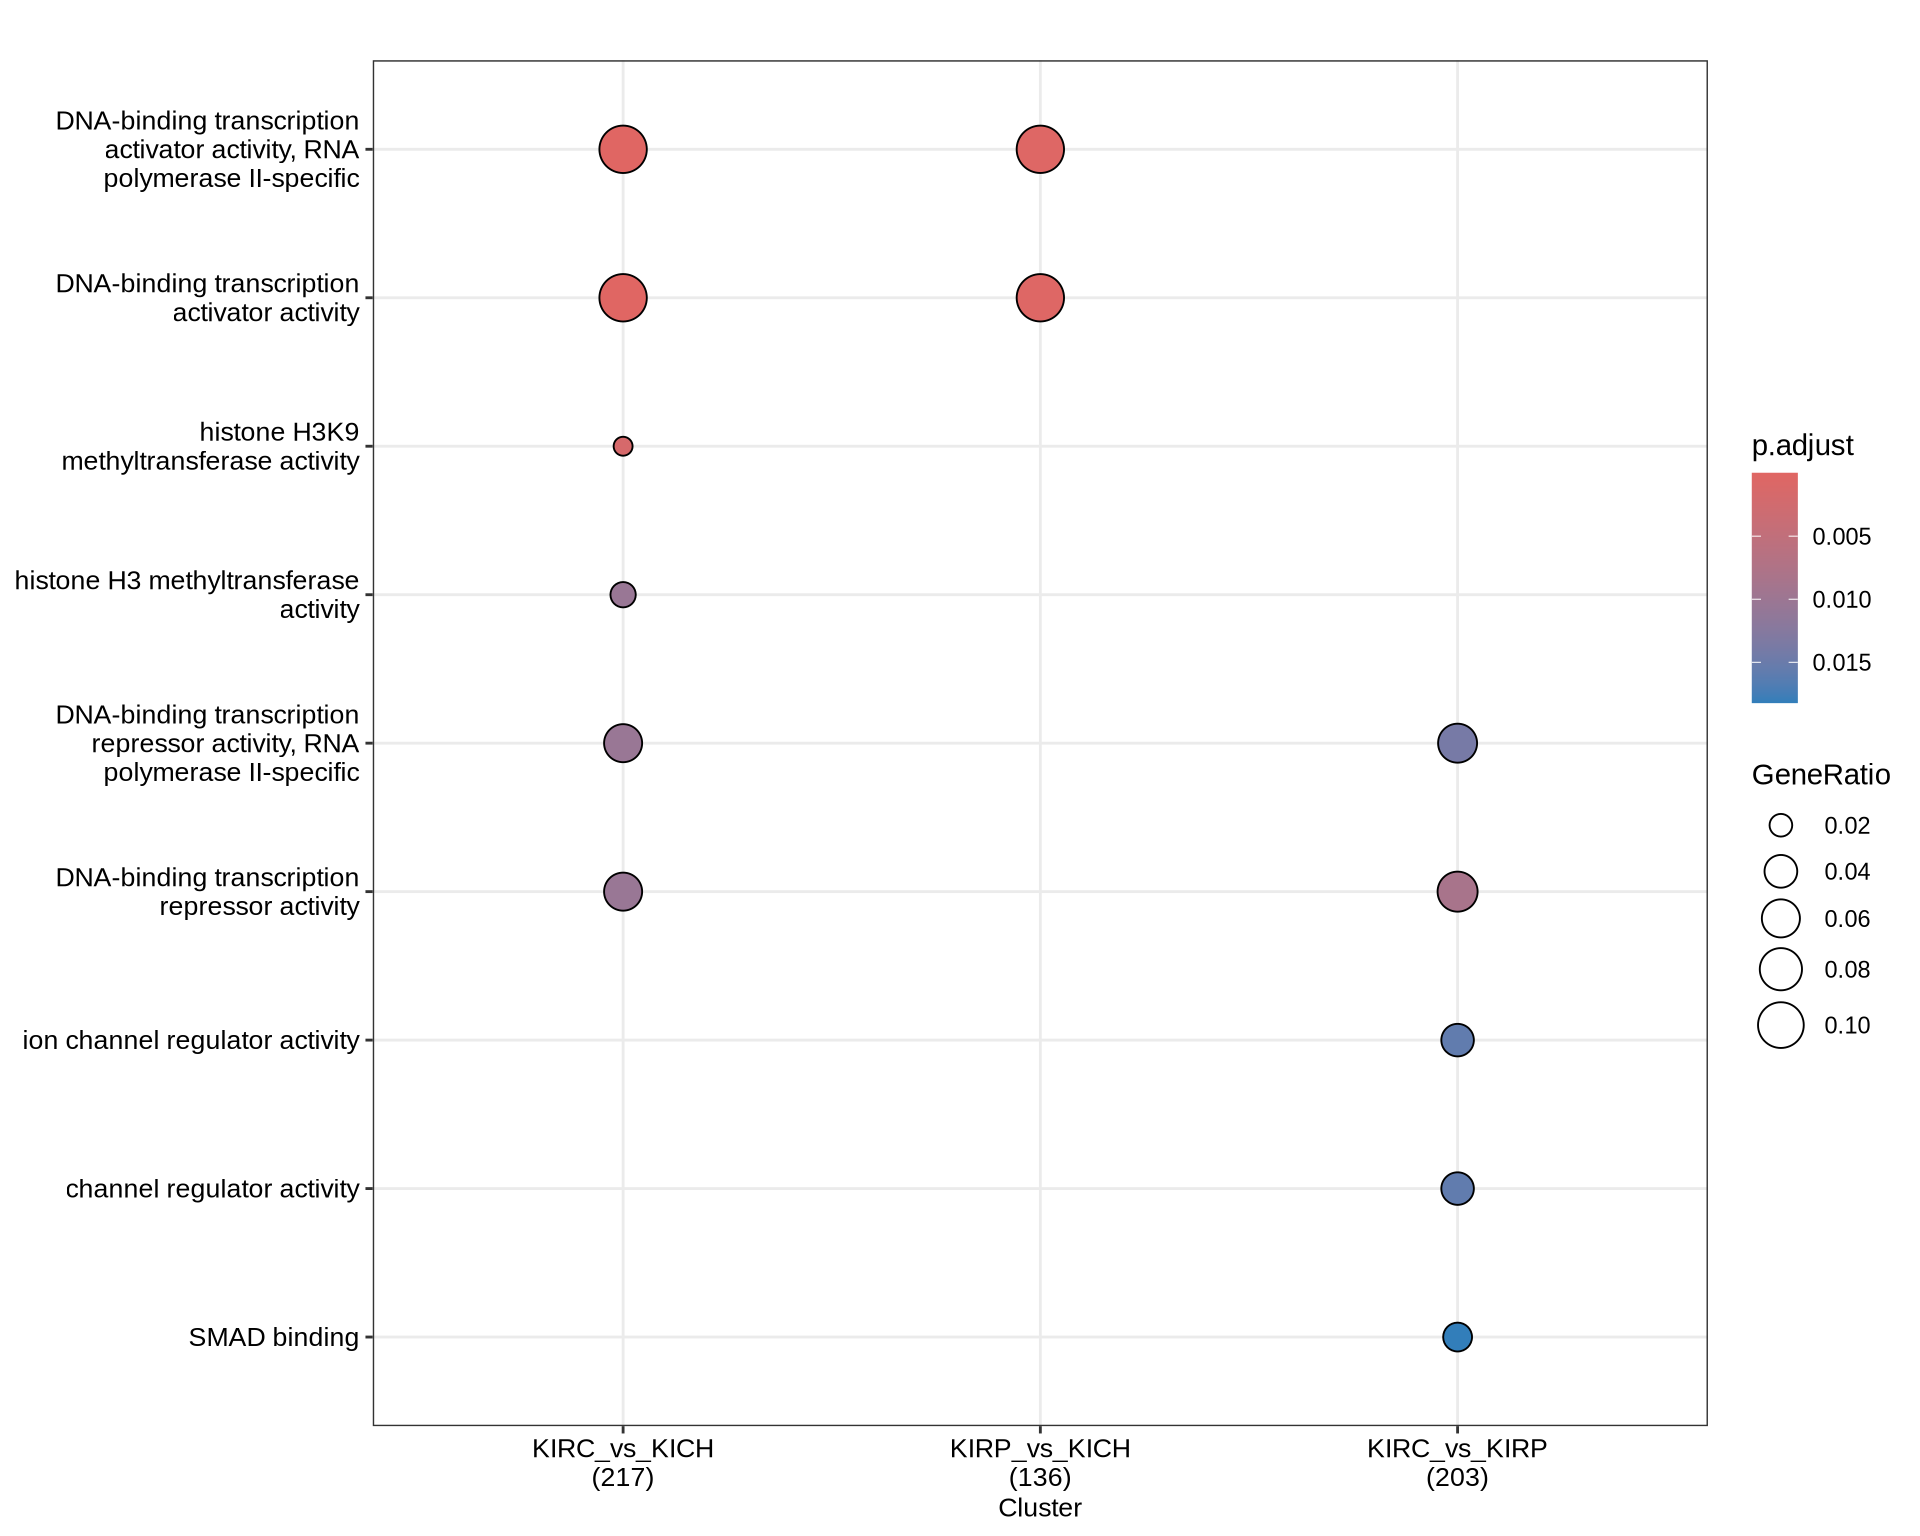 DNA-binding transcription
activator activity, RNA
polymerase II-specific
DNA-binding transcription
activator activity
histone H3K9
methyltransferase activity
histone H3 methyltransferase
activity
DNA-binding transcription
repressor activity, RNA
polymerase II-specific
DNA-binding transcription
repressor activity
ion channel regulator activity
channel regulator activity
SMAD binding
KIRC_vs_KICH
(217)
KIRP_vs_KICH
(136)
KIRC_vs_KIRP
(203)
Cluster
p.adjust
0.005
0.010
0.015
GeneRatio
0.02
0.04
0.06
0.08
0.10